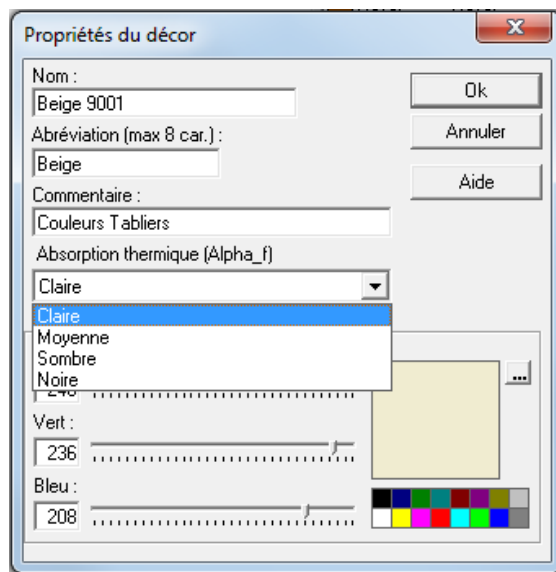 Propriétés du décor
Nom :
Beige 9001
Ok
Abréviation (max 8 car.) :
Annuler
Beige
Aide
Commentaire :
Couleurs Tabliers
Absorption thermique (Alpha_f)
Claire
Claire
Moyenne
Sombre
Noire
...
Vert :
236
Bleu :
208